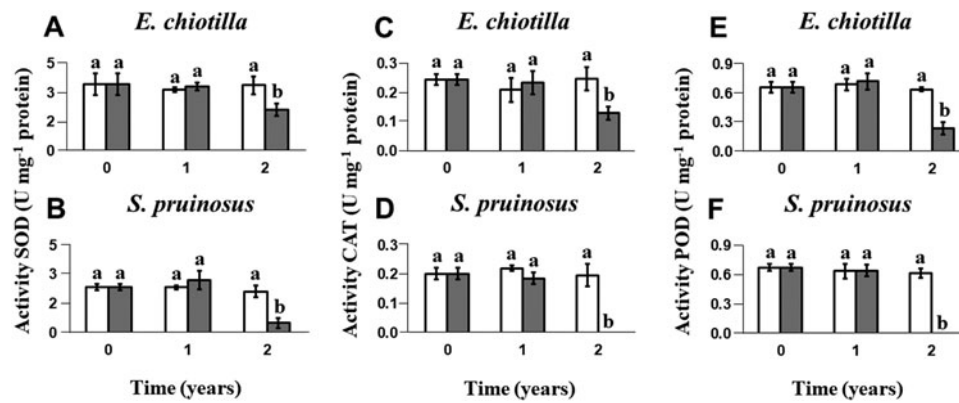 A
E. chiotilla
a a a a a b
5
3
2
0
0 1 2
B
S. pruinosus
a a a a a b
5
3
2
0
0 1 2
Time (years)
Activity SOD (U mg⁻¹ protein)
C
E. chiotilla
a a a a a b
0.3
0.2
0.1
0.0
0 1 2
D
S. pruinosus
a a a a a b
0.3
0.2
0.1
0.0
0 1 2
Time (years)
Activity CAT (U mg⁻¹ protein)
E
E. chiotilla
a a a a a b
0.9
0.6
0.3
0.0
0 1 2
F
S. pruinosus
a a a a a b
0.9
0.6
0.3
0.0
0 1 2
Time (years)
Activity POD (U mg⁻¹ protein)